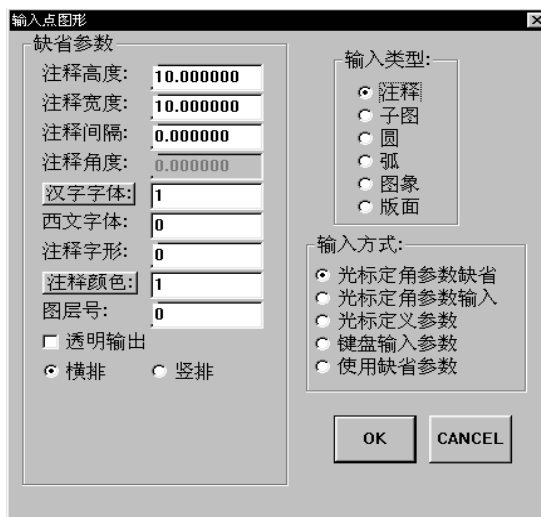 输入点图形
缺省参数
注释高度: 10.000000
注释宽度: 10.000000
注释间隔: 0.000000
注释角度: 0.000000
汉字字体: 1
西文字体: 0
注释字形: 0
注释颜色: 1
图层号: 0
透明输出
横排 竖排
输入类型:
注释
子图
圆
弧
图象
版面
输入方式:
光标定角参数缺省
光标定角参数输入
光标定义参数
键盘输入参数
使用缺省参数
OK CANCEL